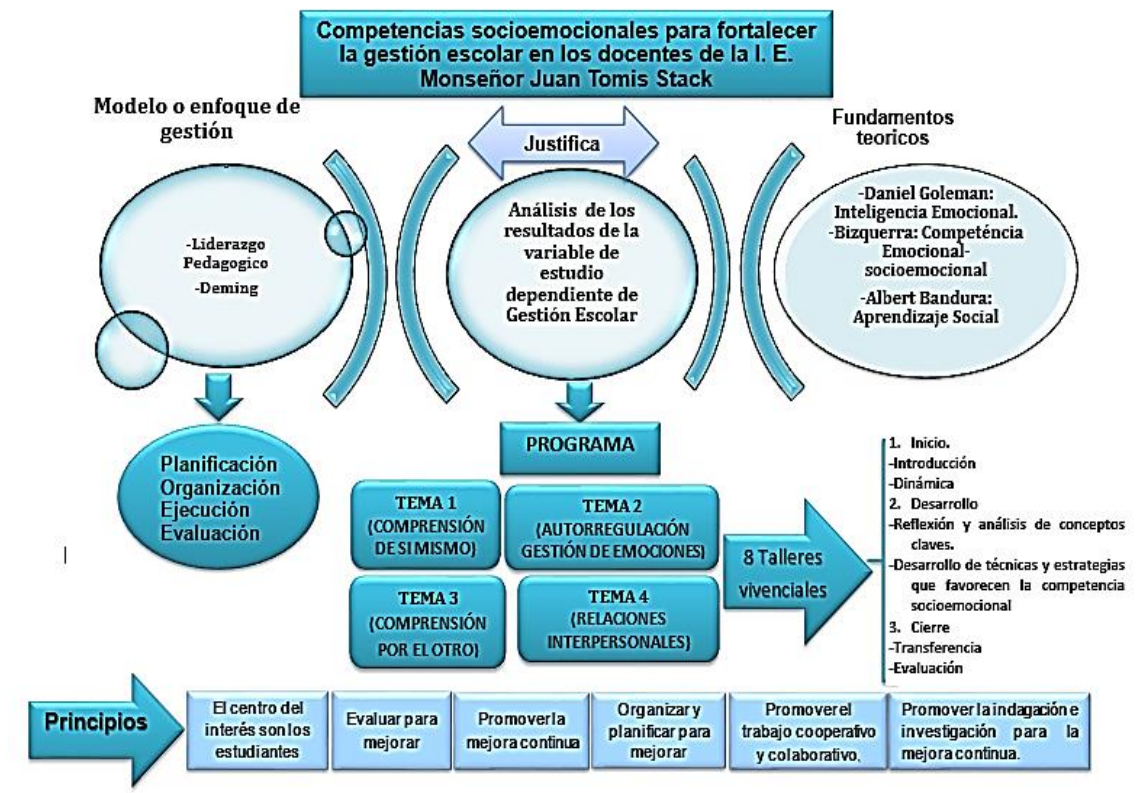 Competencias socioemocionales para fortalecer
la gestión escolar en los docentes de la I. E.
Monseñor Juan Tomis Stack
Modelo o enfoque de
gestión
Justifica
Fundamentos
teoricos
-Liderazgo
Pedagogico
-Deming
Análisis de los
resultados de la
variable de
estudio
dependiente de
Gestión Escolar
-Daniel Goleman:
Inteligencia Emocional.
-Bizquerra: Competéncia
Emocional-
socioemocional
-Albert Bandura:
Aprendizaje Social
Planificación
Organización
Ejecución
Evaluación
PROGRAMA
TEMA 1
(COMPRENSIÓN
DE SI MISMO)
TEMA 2
(AUTORREGULACIÓN
GESTIÓN DE EMOCIONES)
TEMA 3
(COMPRENSIÓN
POR EL OTRO)
TEMA 4
(RELACIONES
INTERPERSONALES)
8 Talleres
vivenciales
1. Inicio.
-Introducción
-Dinámica
2. Desarrollo
-Reflexión y análisis de conceptos
claves.
-Desarrollo de técnicas y estrategias
que favorecen la competencia
socioemocional
3. Cierre
-Transferencia
-Evaluación
Principios
El centro del
interés son los
estudiantes
Evaluar para
mejorar
Promover la
mejora continua
Organizar y
planificar para
mejorar
Promover el
trabajo cooperativo
y colaborativo,
Promover la indagación e
investigación para la
mejora continua.